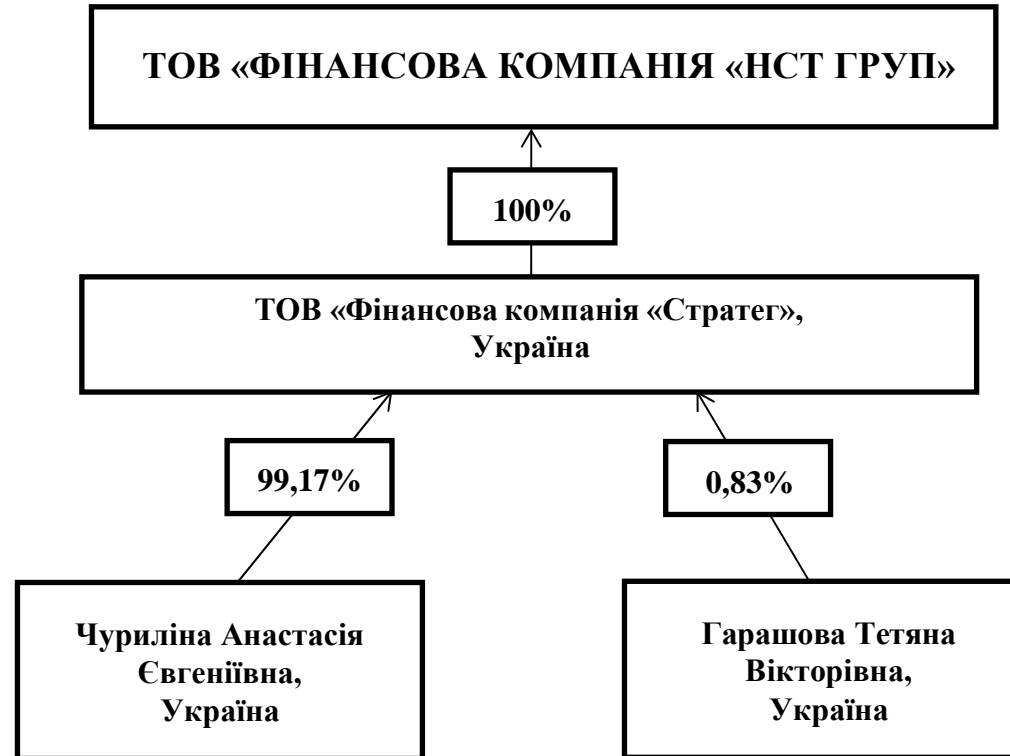 ТОВ «ФІНАНСОВА КОМПАНІЯ «НСТ ГРУП»
100%
ТОВ «Фінансова компанія «Стратег»,
Україна
99,17%
0,83%
Чуриліна Анастасія
Євгеніївна,
Україна
Гарашова Тетяна
Вікторівна,
Україна